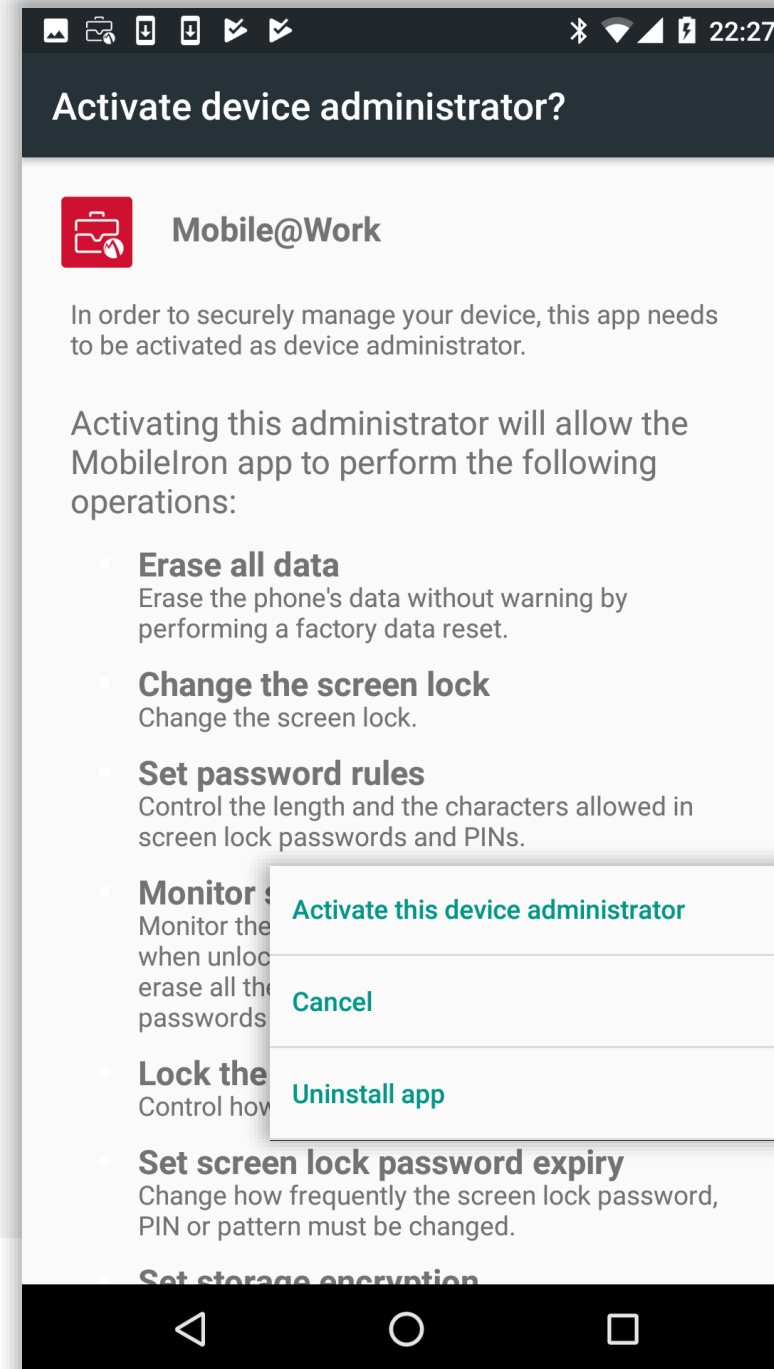 22:27
Activate device administrator?
Mobile@Work
In order to securely manage your device, this app needs
to be activated as device administrator.
Activating this administrator will allow the
MobileIron app to perform the following
operations:
Erase all data
Erase the phone's data without warning by
performing a factory data reset.
Change the screen lock
Change the screen lock.
Set password rules
Control the length and the characters allowed in
screen lock passwords and PINs.
Monitor
Monitor the
when
erase all
passwords
Lock the
Control
Activate this device administrator
Cancel
Uninstall app
Set screen lock password expiry
Change how frequently the screen lock password,
PIN or pattern must be changed.
Set storage encryption